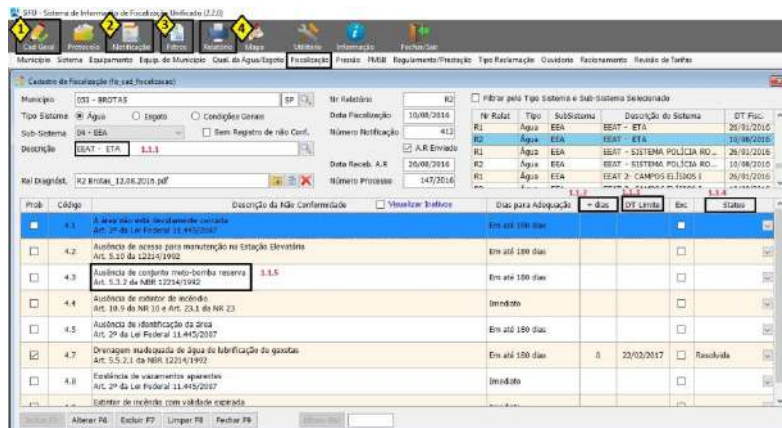 SFU - Sistema de Informação de Fiscalização Unificado (2.2.0)
1 2 3 4
Cad Geral Protocolo Notificação Filtros Relatório Mapa Utilitário Informação Fechar/Sair
Município Sistema Equipamento Equip. do Município Qual. da Água/Esgoto Fiscalização Pressão PMSB Regulamento/Prestação Tipo Reclamação Ouvidoria Racionamento Revisão de Tarifas
Cadastro de Fiscalização (fo_cad_fiscalizacao)
Município 053 - BROTAS SP Nr Relatório R2 Filtrar pelo Tipo Sistema e Sub-Sistema Selecionado
Tipo Sistema Água Esgoto Condições Gerais Data Fiscalização 10/08/2016 Nr Relat Tipo SubSistema Descrição do Sistema DT Fisc.
R1 Água EEA EEAT - ETA 26/01/2016
Sub-Sistema 04 - EEA Sem Registro de não Conf. Número Notificação 412 R2 Água EEA EEAT - ETA 10/08/2016
Descrição EEAT - ETA 1.1.1 A.R Enviado R1 Água EEA EEAT - SISTEMA POLÍCIA RO... 26/01/2016
Data Receb. A.R 26/08/2016 R2 Água EEA EEAT - SISTEMA POLÍCIA RO... 10/08/2016
Rel Diagnóst. R2 Brotas_12.08.2016.pdf Número Processo 147/2016 R1 Água EEA EEAT 2- CAMPOS ELÍSIOS I 26/01/2016
1.1.2 1.1.3 1.1.4
Prob Código Descrição da Não Conformidade Visualizar Inativos Dias para Adequação + dias DT Limite Exc Status
4.1 A área não está devidamente cercada Em até 180 dias
Art. 2º da Lei Federal 11.445/2007
4.2 Ausência de acesso para manutenção na Estação Elevatória Em até 180 dias
Art. 5.10 da 12214/1992
4.3 Ausência de conjunto moto-bomba reserva 1.1.5 Em até 180 dias
Art. 5.3.2 da NBR 12214/1992
4.4 Ausência de extintor de incêndio Imediato
Art. 10.9 da NR 10 e Art. 23.1 da NR 23
4.5 Ausência de identificação da área Em até 180 dias
Art. 2º da Lei Federal 11.445/2007
4.7 Drenagem inadequada de água de lubrificação de gaxetas Em até 180 dias 0 22/02/2017 Resolvida
Art. 5.5.2.1 da NBR 12214/1992
4.8 Existência de vazamentos aparentes Imediato
Art. 2º da Lei Federal 11.445/2007
Extintor de incêndio com validade expirada
Alterar F6 Excluir F7 Limpar F8 Fechar F9